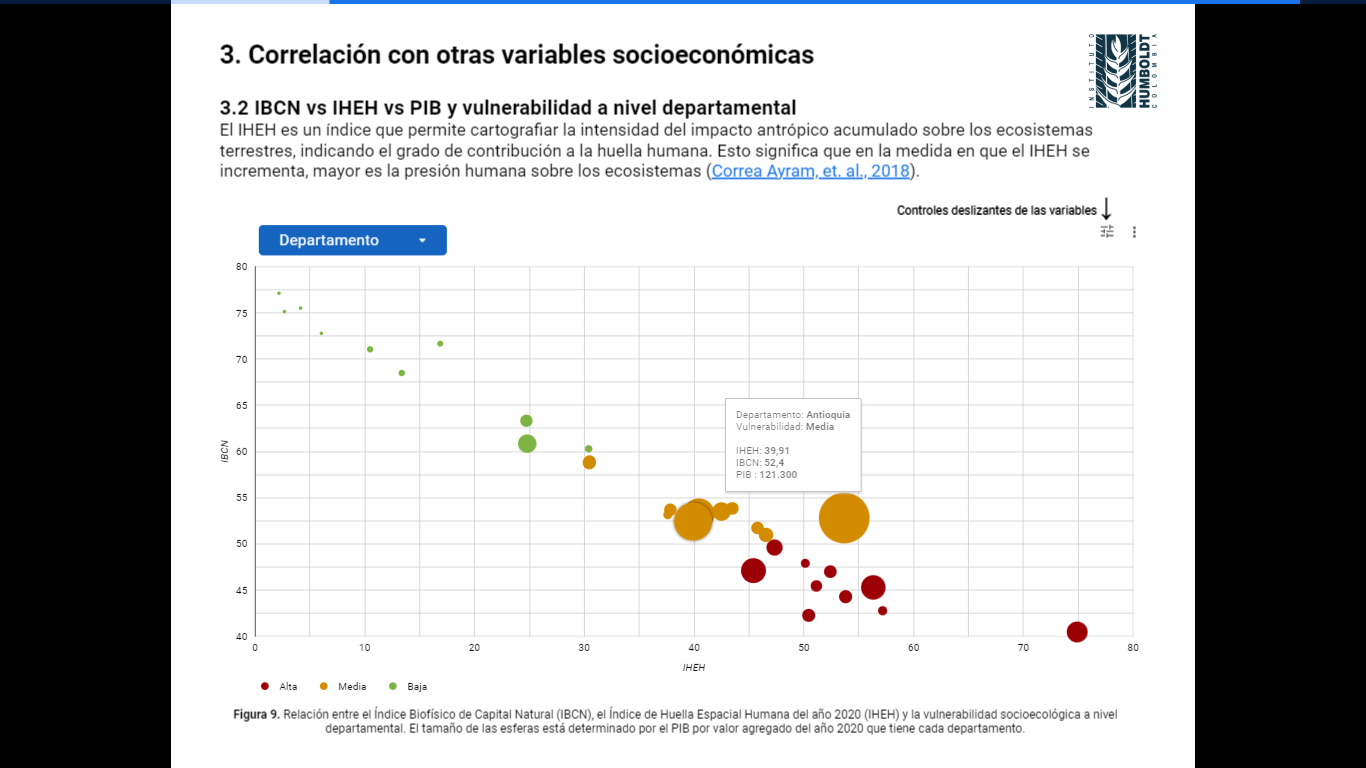 3. Correlación con otras variables socioeconómicas
INSTITUTO
HUMBOLDT
COLOMBIA
3.2 IBCN vs IHEH vs PIB y vulnerabilidad a nivel departamental
El IHEH es un índice que permite cartografiar la intensidad del impacto antrópico acumulado sobre los ecosistemas
terrestres, indicando el grado de contribución a la huella humana. Esto significa que en la medida en que el IHEH se
incrementa, mayor es la presión humana sobre los ecosistemas (Correa Ayram, et. al., 2018).
Controles deslizantes de las variables
Departamento
80
75
70
65
60
55
50
45
40
IBCN
Departamento: Antioquia
Vulnerabilidad: Media
IHEH: 39,91
IBCN: 52,4
PIB : 121.300
0 10 20 30 40 50 60 70 80
IHEH
Alta Media Baja
Figura 9. Relación entre el Índice Biofísico de Capital Natural (IBCN), el Índice de Huella Espacial Humana del año 2020 (IHEH) y la vulnerabilidad socioecológica a nivel
departamental. El tamaño de las esferas está determinado por el PIB por valor agregado del año 2020 que tiene cada departamento.